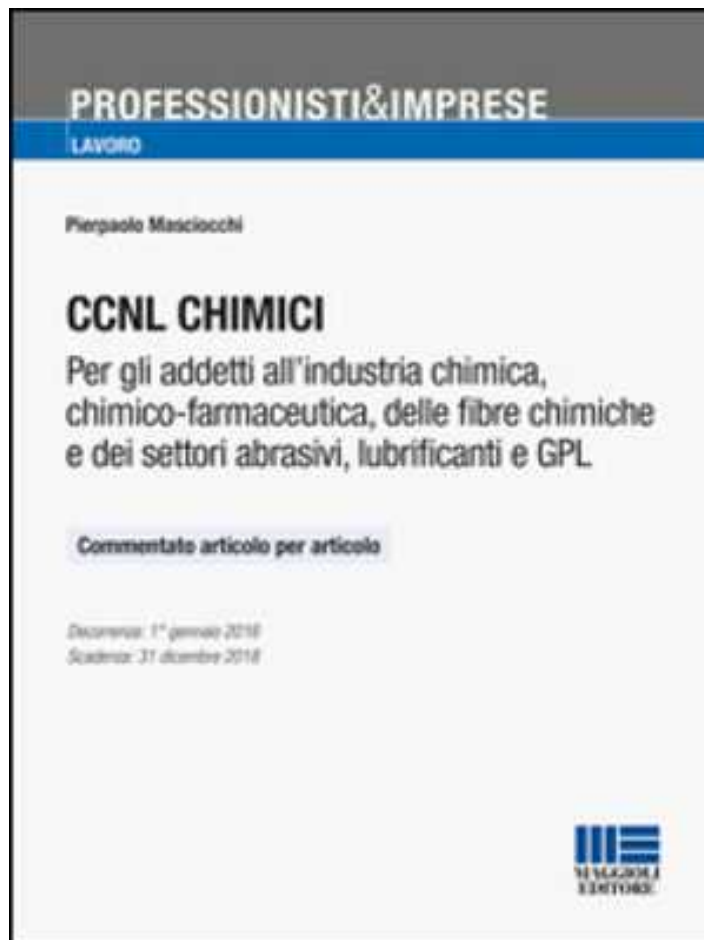 PROFESSIONISTI&IMPRESE
LAVORO
Pierpaolo Masciocchi
CCNL CHIMICI
Per gli addetti all'industria chimica,
chimico-farmaceutica, delle fibre chimiche
e dei settori abrasivi, lubrificanti e GPL
Commentato articolo per articolo
Decorrenza: 1° gennaio 2016
Scadenza: 31 dicembre 2018
MAGGIOLI
EDITORE